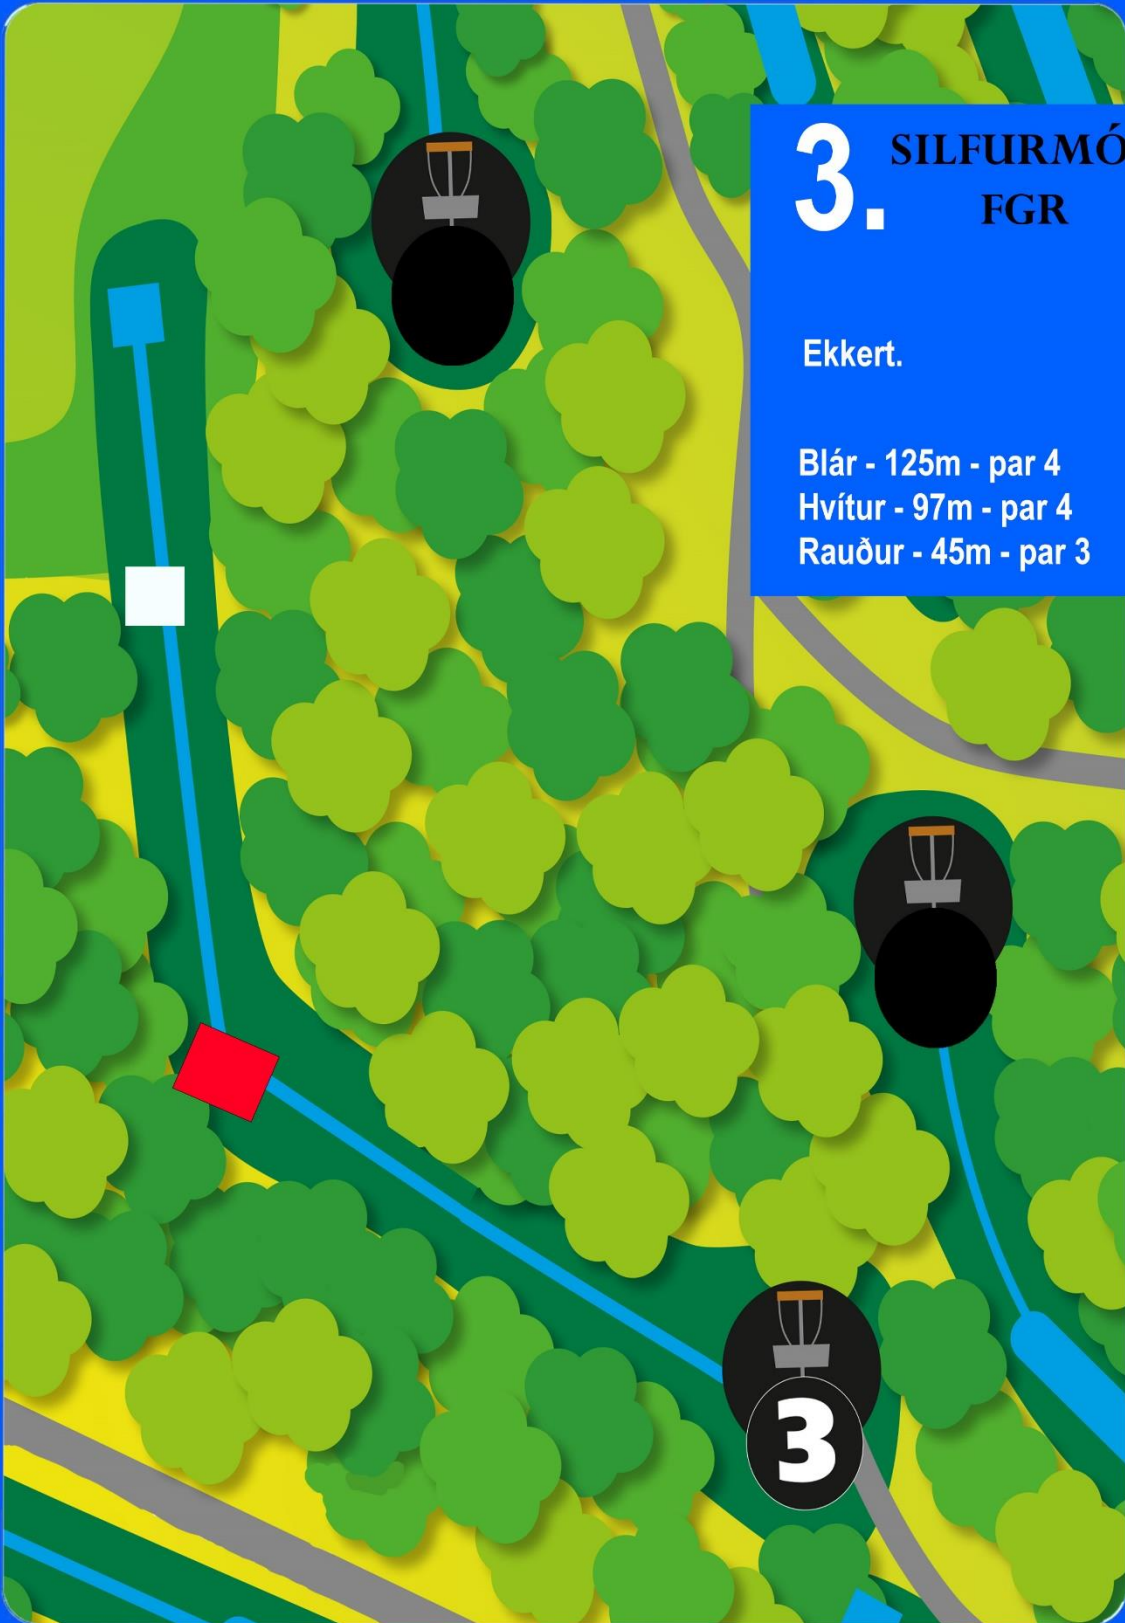 3.
SILFURMÓ
FGR
Ekkert.
Blár - 125m - par 4
Hvítur - 97m - par 4
Rauður - 45m - par 3
3